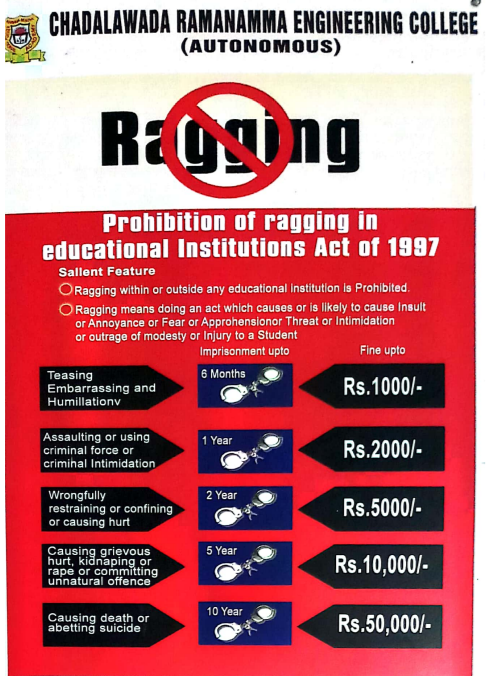 CHADALAWADA RAMANAMMA ENGINEERING COLLEGE
(AUTONOMOUS)
Ragging
Prohibition of ragging in
educational Institutions Act of 1997
Sallent Feature
Ragging within or outside any educational institution is Prohibited.
Ragging means doing an act which causes or is likely to cause Insult
or Annoyance or Fear or Approhensionor Threat or Intimidation
or outrage of modesty or Injury to a Student
Imprisonment upto Fine upto
Teasing
Embarrassing and
Humillationv
6 Months
Rs.1000/-
Assaulting or using
criminal force or
criminal Intimidation
1 Year
Rs.2000/-
Wrongfully
restraining or confining
or causing hurt
2 Year
Rs.5000/-
Causing grievous
hurt, kidnaping or
rape or committing
unnatural offence
5 Year
Rs.10,000/-
Causing death or
abetting suicide
10 Year
Rs.50,000/-